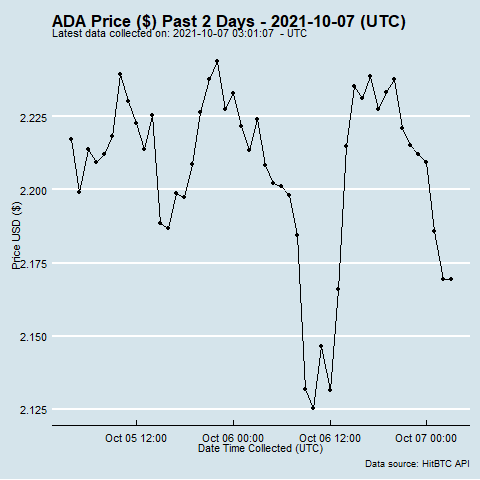 ADA Price ($) Past 2 Days - 2021-10-07 (UTC)
Latest data collected on: 2021-10-07 03:01:07 - UTC
2.225
2.200
2.175
2.150
2.125
Price USD ($)
Oct 05 12:00 Oct 06 00:00 Oct 06 12:00 Oct 07 00:00
Date Time Collected (UTC)
Data source: HitBTC API